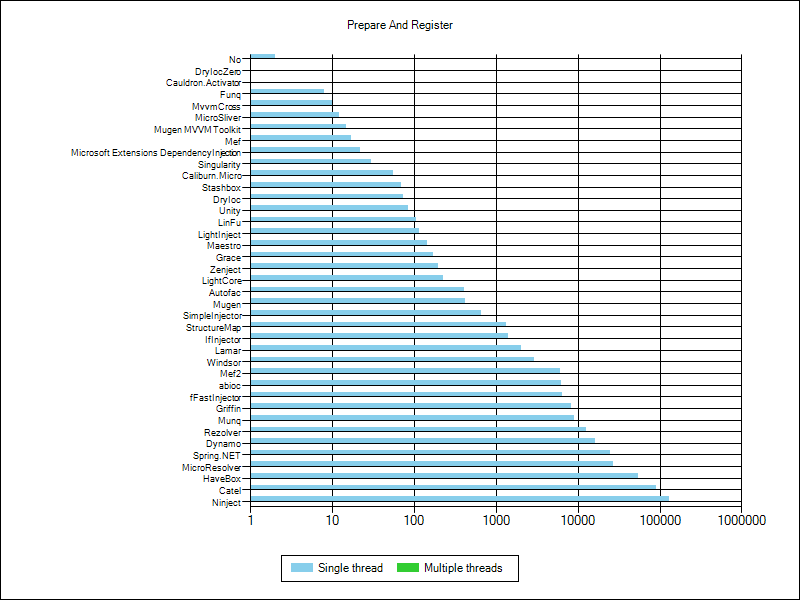 Prepare And Register
No
DryIocZero
Cauldron.Activator
Funq
MvvmCross
MicroSliver
Mugen MVVM Toolkit
Mef
Microsoft Extensions DependencyInjection
Singularity
Caliburn.Micro
Stashbox
DryIoc
Unity
LinFu
LightInject
Maestro
Grace
Zenject
LightCore
Autofac
Mugen
SimpleInjector
StructureMap
IfInjector
Lamar
Windsor
Mef2
abioc
fFastInjector
Griffin
Munq
Rezolver
Dynamo
Spring.NET
MicroResolver
HaveBox
Catel
Ninject
1 10 100 1000 10000 100000 1000000
Single thread Multiple threads